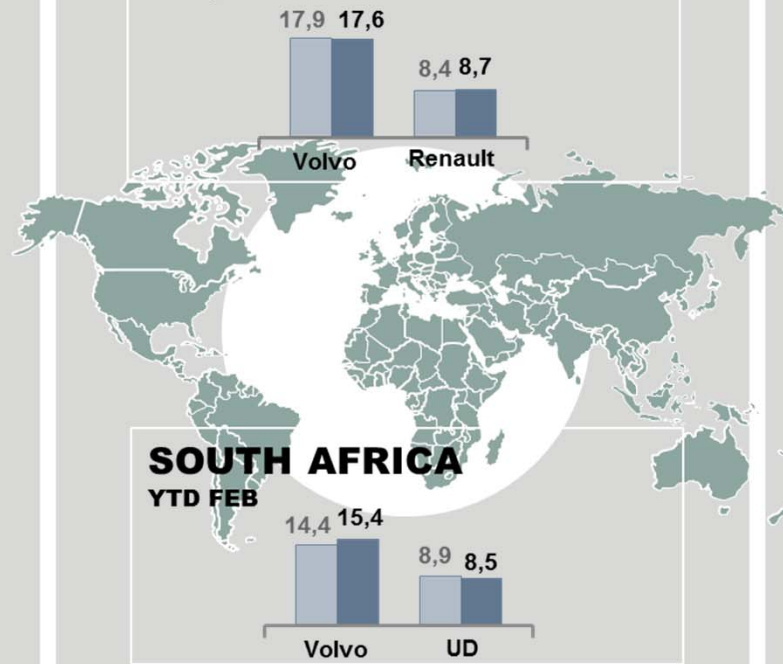 17,9 17,6
8,4 8,7
Volvo Renault
SOUTH AFRICA
YTD FEB
14,4 15,4
8,9 8,5
Volvo UD